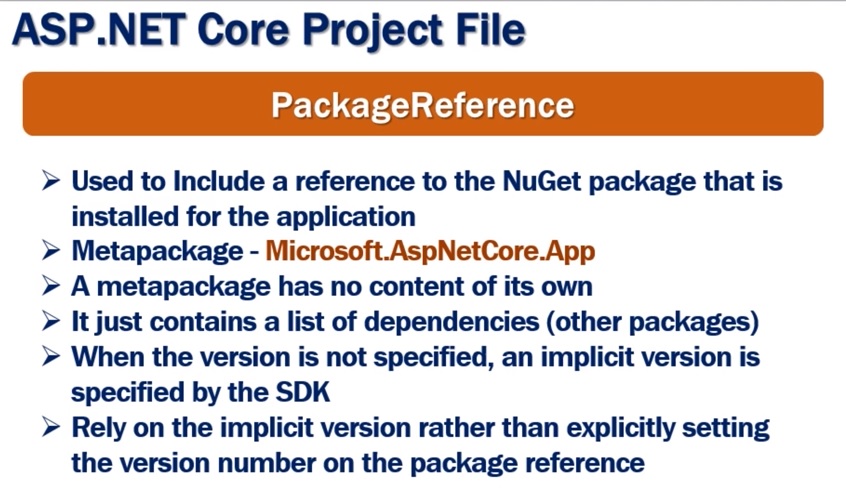 ASP.NET Core Project File
PackageReference
➢ Used to Include a reference to the NuGet package that is
installed for the application
➢ Metapackage - Microsoft.AspNetCore.App
➢ A metapackage has no content of its own
➢ It just contains a list of dependencies (other packages)
➢ When the version is not specified, an implicit version is
specified by the SDK
➢ Rely on the implicit version rather than explicitly setting
the version number on the package reference